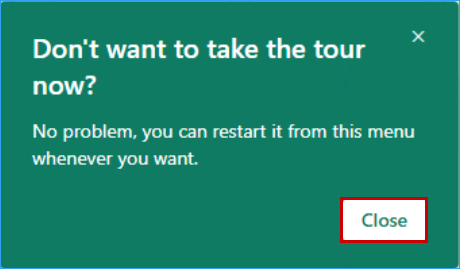 Don't want to take the tour
now?
No problem, you can restart it from this menu
whenever you want.
Close